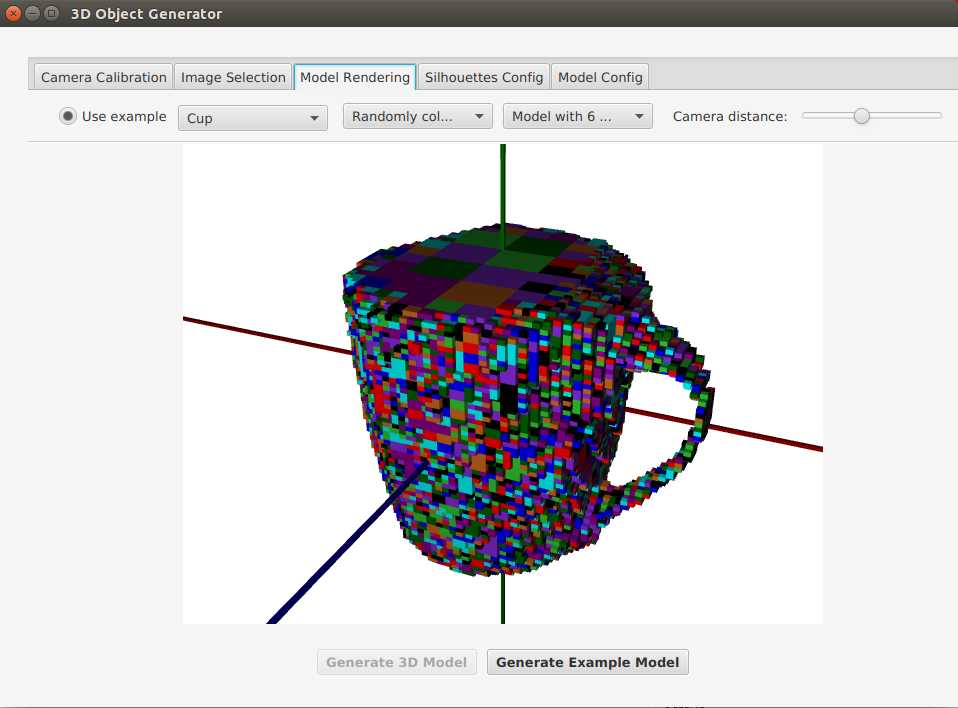 3D Object Generator
Camera Calibration Image Selection Model Rendering Silhouettes Config Model Config
Use example Cup Randomly col... Model with 6 ... Camera distance:
Generate 3D Model Generate Example Model